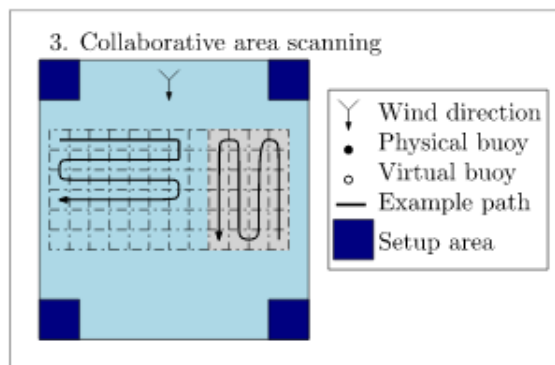 3. Collaborative area scanning
Wind direction
Physical buoy
Virtual buoy
Example path
Setup area